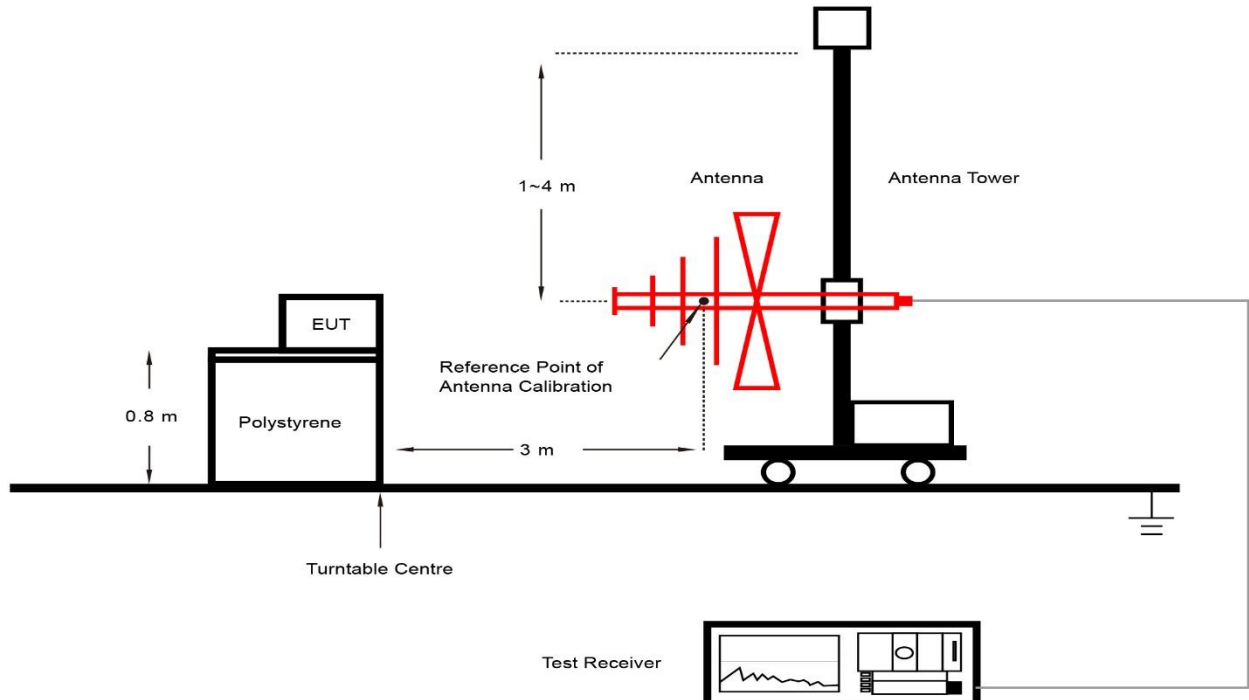 1~4 m
Antenna
Antenna Tower
EUT
Reference Point of
Antenna Calibration
0.8 m
Polystyrene
3 m
Turntable Centre
Test Receiver